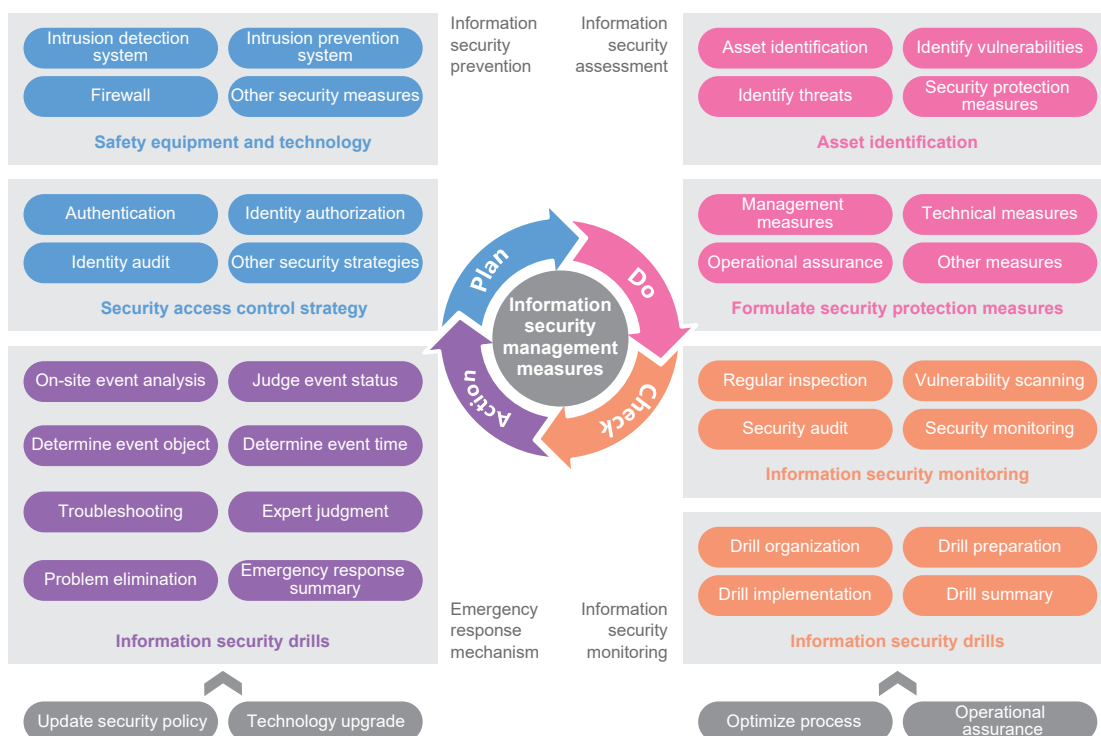 Intrusion detection
system
Intrusion prevention
system
Firewall
Other security measures
Safety equipment and technology
Authentication
Identity authorization
Identity audit
Other security strategies
Security access control strategy
On-site event analysis
Judge event status
Determine event object
Determine event time
Troubleshooting
Expert judgment
Problem elimination
Emergency response
summary
Information security drills
Update security policy
Technology upgrade
Information
security
prevention
Information
security
assessment
Plan
Do
Check
Action
Information
security
management
measures
Emergency
response
mechanism
Information
security
monitoring
Asset identification
Identify vulnerabilities
Identify threats
Security protection
measures
Asset identification
Management
measures
Technical measures
Operational assurance
Other measures
Formulate security protection measures
Regular inspection
Vulnerability scanning
Security audit
Security monitoring
Information security monitoring
Drill organization
Drill preparation
Drill implementation
Drill summary
Information security drills
Optimize process
Operational
assurance